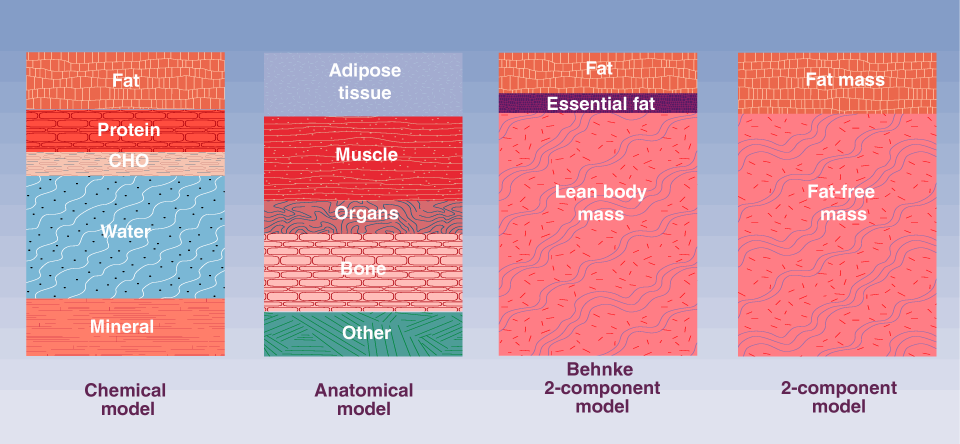 Fat
Protein
CHO
Water
Mineral
Chemical
model
Adipose
tissue
Muscle
Organs
Bone
Other
Anatomical
model
Fat
Essential fat
Lean body
mass
Behnke
2-component
model
Fat mass
Fat-free
mass
2-component
model